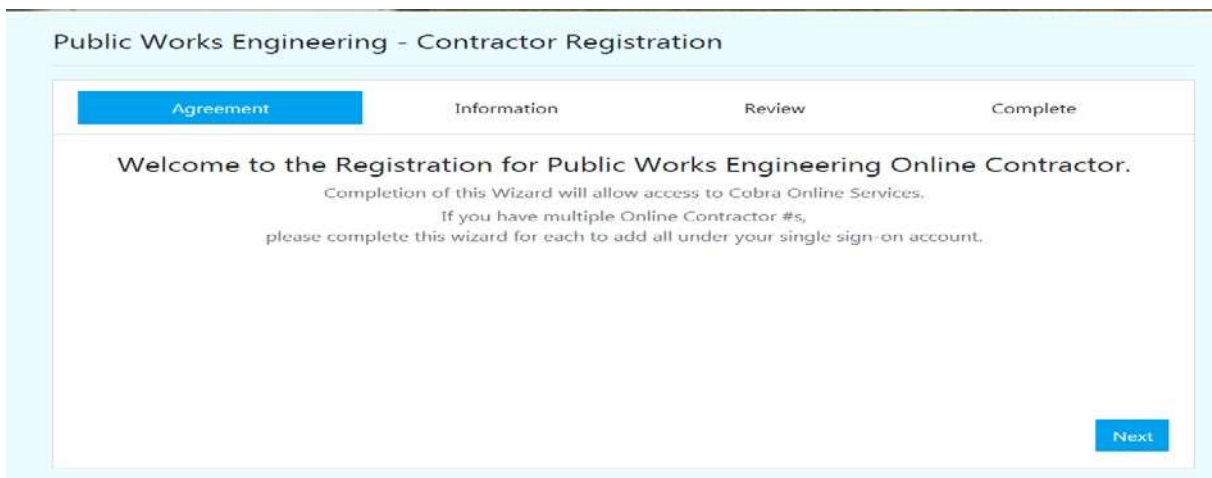 Public Works Engineering - Contractor Registration
Agreement Information Review Complete
Welcome to the Registration for Public Works Engineering Online Contractor.
Completion of this Wizard will allow access to Cobra Online Services.
If you have multiple Online Contractor #s,
please complete this wizard for each to add all under your single sign-on account.
Next